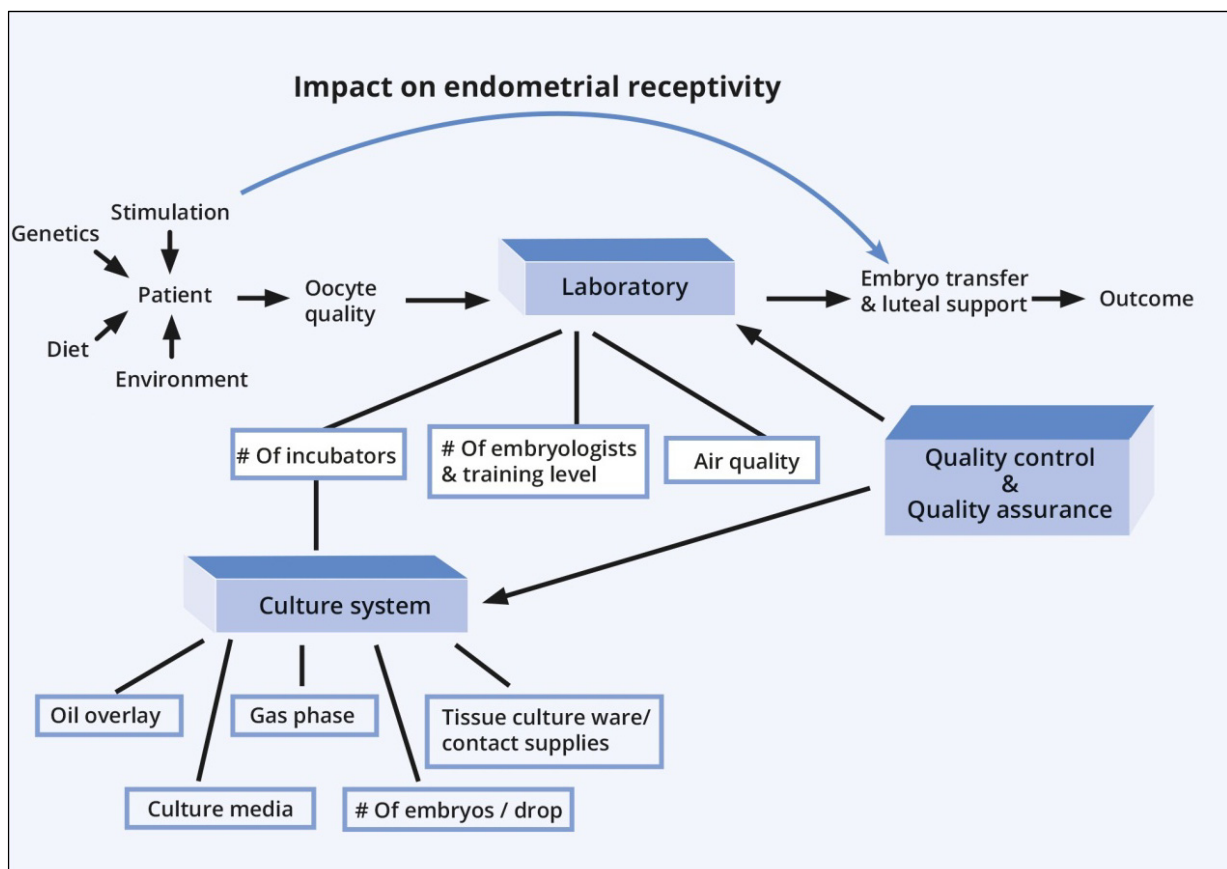 Impact on endometrial receptivity
Stimulation
Genetics
Patient
Diet
Environment
Oocyte
quality
Laboratory
Embryo transfer
& luteal support
Outcome
# Of incubators
# Of embryologists
& training level
Air quality
Quality control
&
Quality assurance
Culture system
Oil overlay
Gas phase
Tissue culture ware/
contact supplies
Culture media
# Of embryos / drop